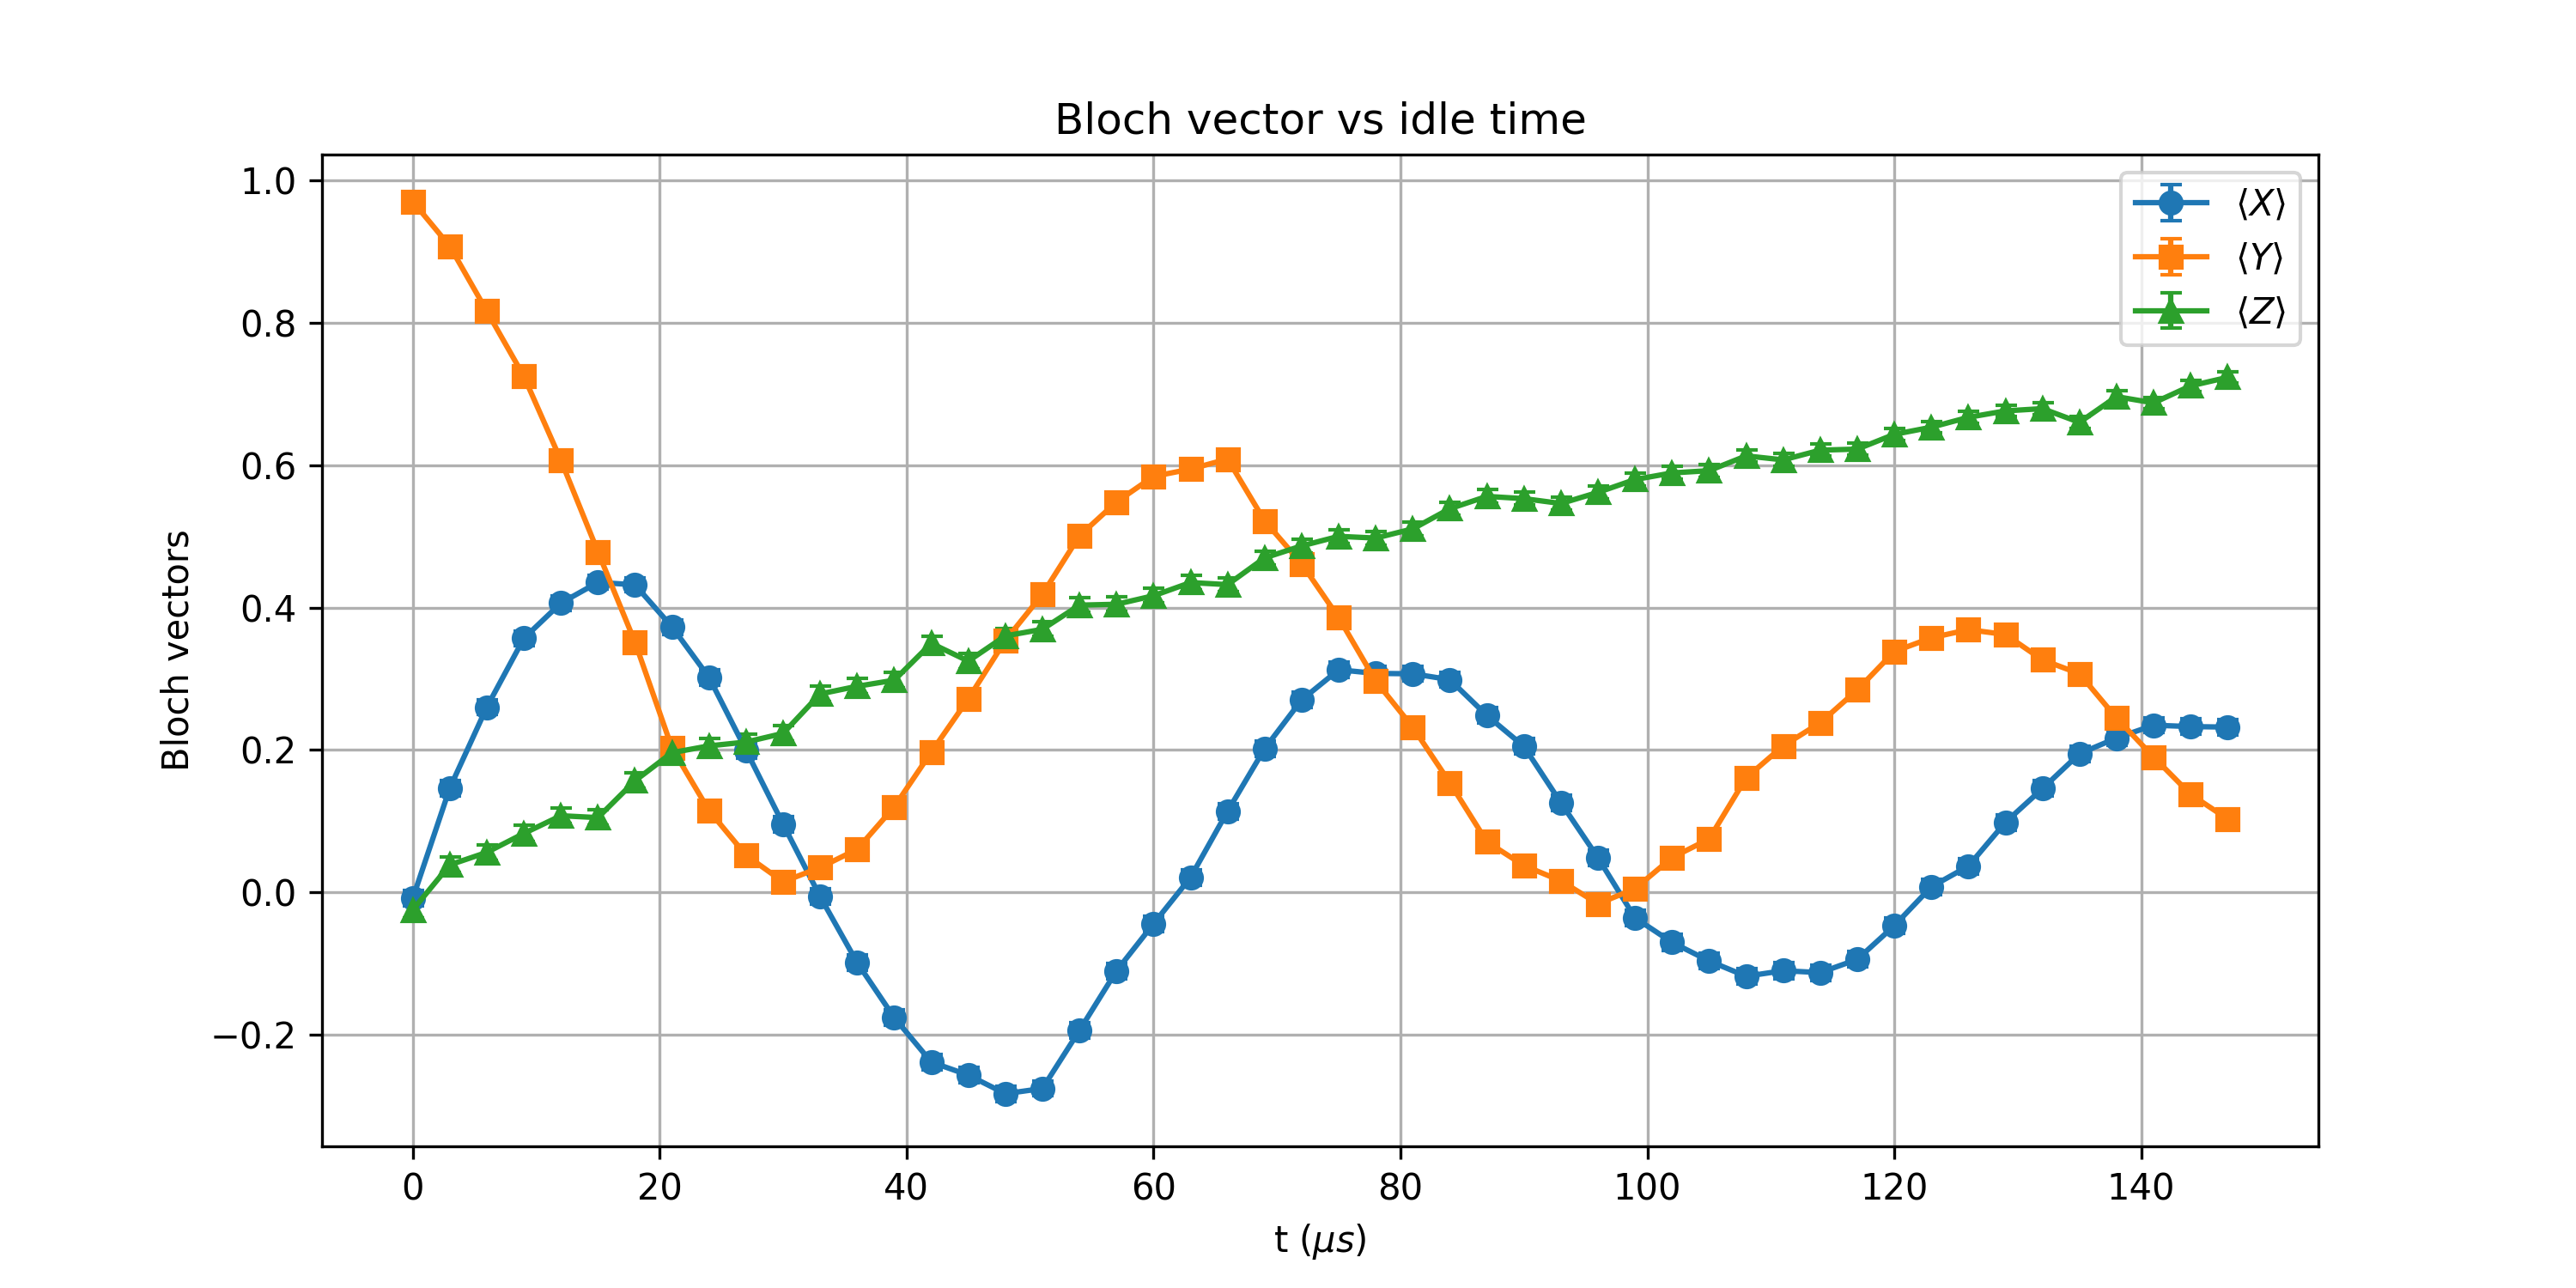 Bloch vector vs idle time
1.0
0.8
0.6
0.4
0.2
0.0
−0.2
Bloch vectors
⟨X⟩
⟨Y⟩
⟨Z⟩
0 20 40 60 80 100 120 140
t (μs)